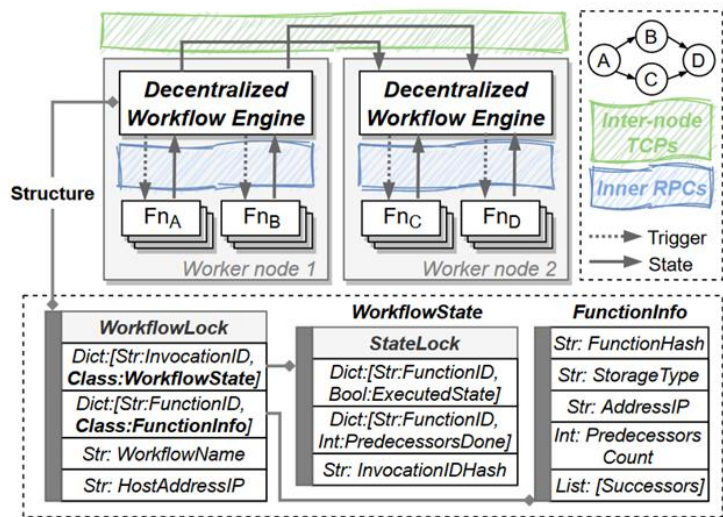 Decentralized
Workflow Engine
Decentralized
Workflow Engine
A
B
C
D
Inter-node
TCPs
Inner RPCs
Trigger
State
Structure
FnA
FnB
FnC
FnD
Worker node 1
Worker node 2
WorkflowLock
Dict:[Str:InvocationID,
Class:WorkflowState]
Dict:[Str:FunctionID,
Class:FunctionInfo]
Str: WorkflowName
Str: HostAddressIP
WorkflowState
StateLock
Dict:[Str:FunctionID,
Bool:ExecutedState]
Dict:[Str:FunctionID,
Int:PredecessorsDone]
Str: InvocationIDHash
FunctionInfo
Str: FunctionHash
Str: StorageType
Str: AddressIP
Int: Predecessors
Count
List: [Successors]